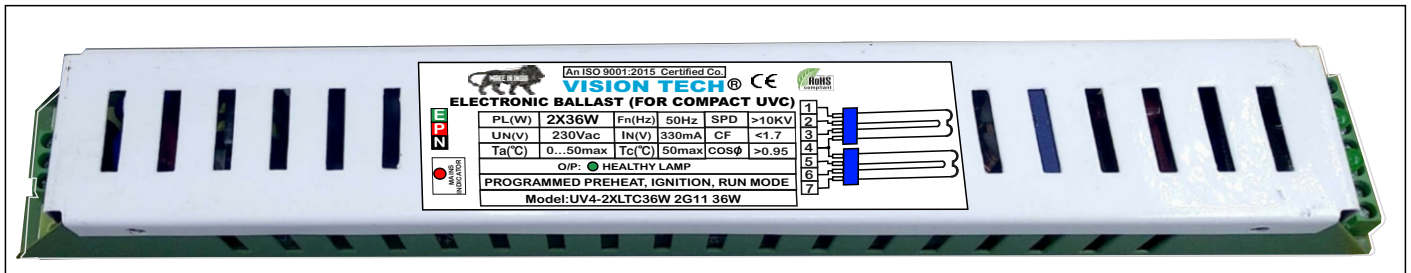 MAKE IN INDIA
An ISO 9001:2015 Certified Co.
VISION TECH® CE
RoHS
compliant
ELECTRONIC BALLAST (FOR COMPACT UVC)
E
P
N
MAINS
INDICATOR
PL(W) 2X36W Fn(Hz) 50Hz SPD >10KV
UN(V) 230Vac IN(V) 330mA CF <1.7
Ta(℃) 0...50max Tc(℃) 50max COSφ >0.95
O/P: HEALTHY LAMP
PROGRAMMED PREHEAT, IGNITION, RUN MODE
Model:UV4-2XLTC36W 2G11 36W
1
2
3
4
5
6
7